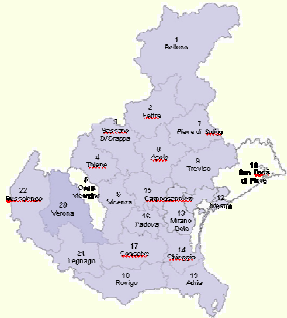 1
Belluno
2
Feltre
3
Bassano
D/Grappa
7
Pieve di Soligo
8
Asolo
4
Thiene
9
Treviso
5
Ovest
Vicentino
10
San Donà
di Piave
22
Bussolengo
20
Verona
6
Vicenza
15
Camposampiero
12
Mestre
13
Mirano
Dolo
16
Padova
21
Legnago
17
Conselve
14
Chioggia
18
Rovigo
19
Adria